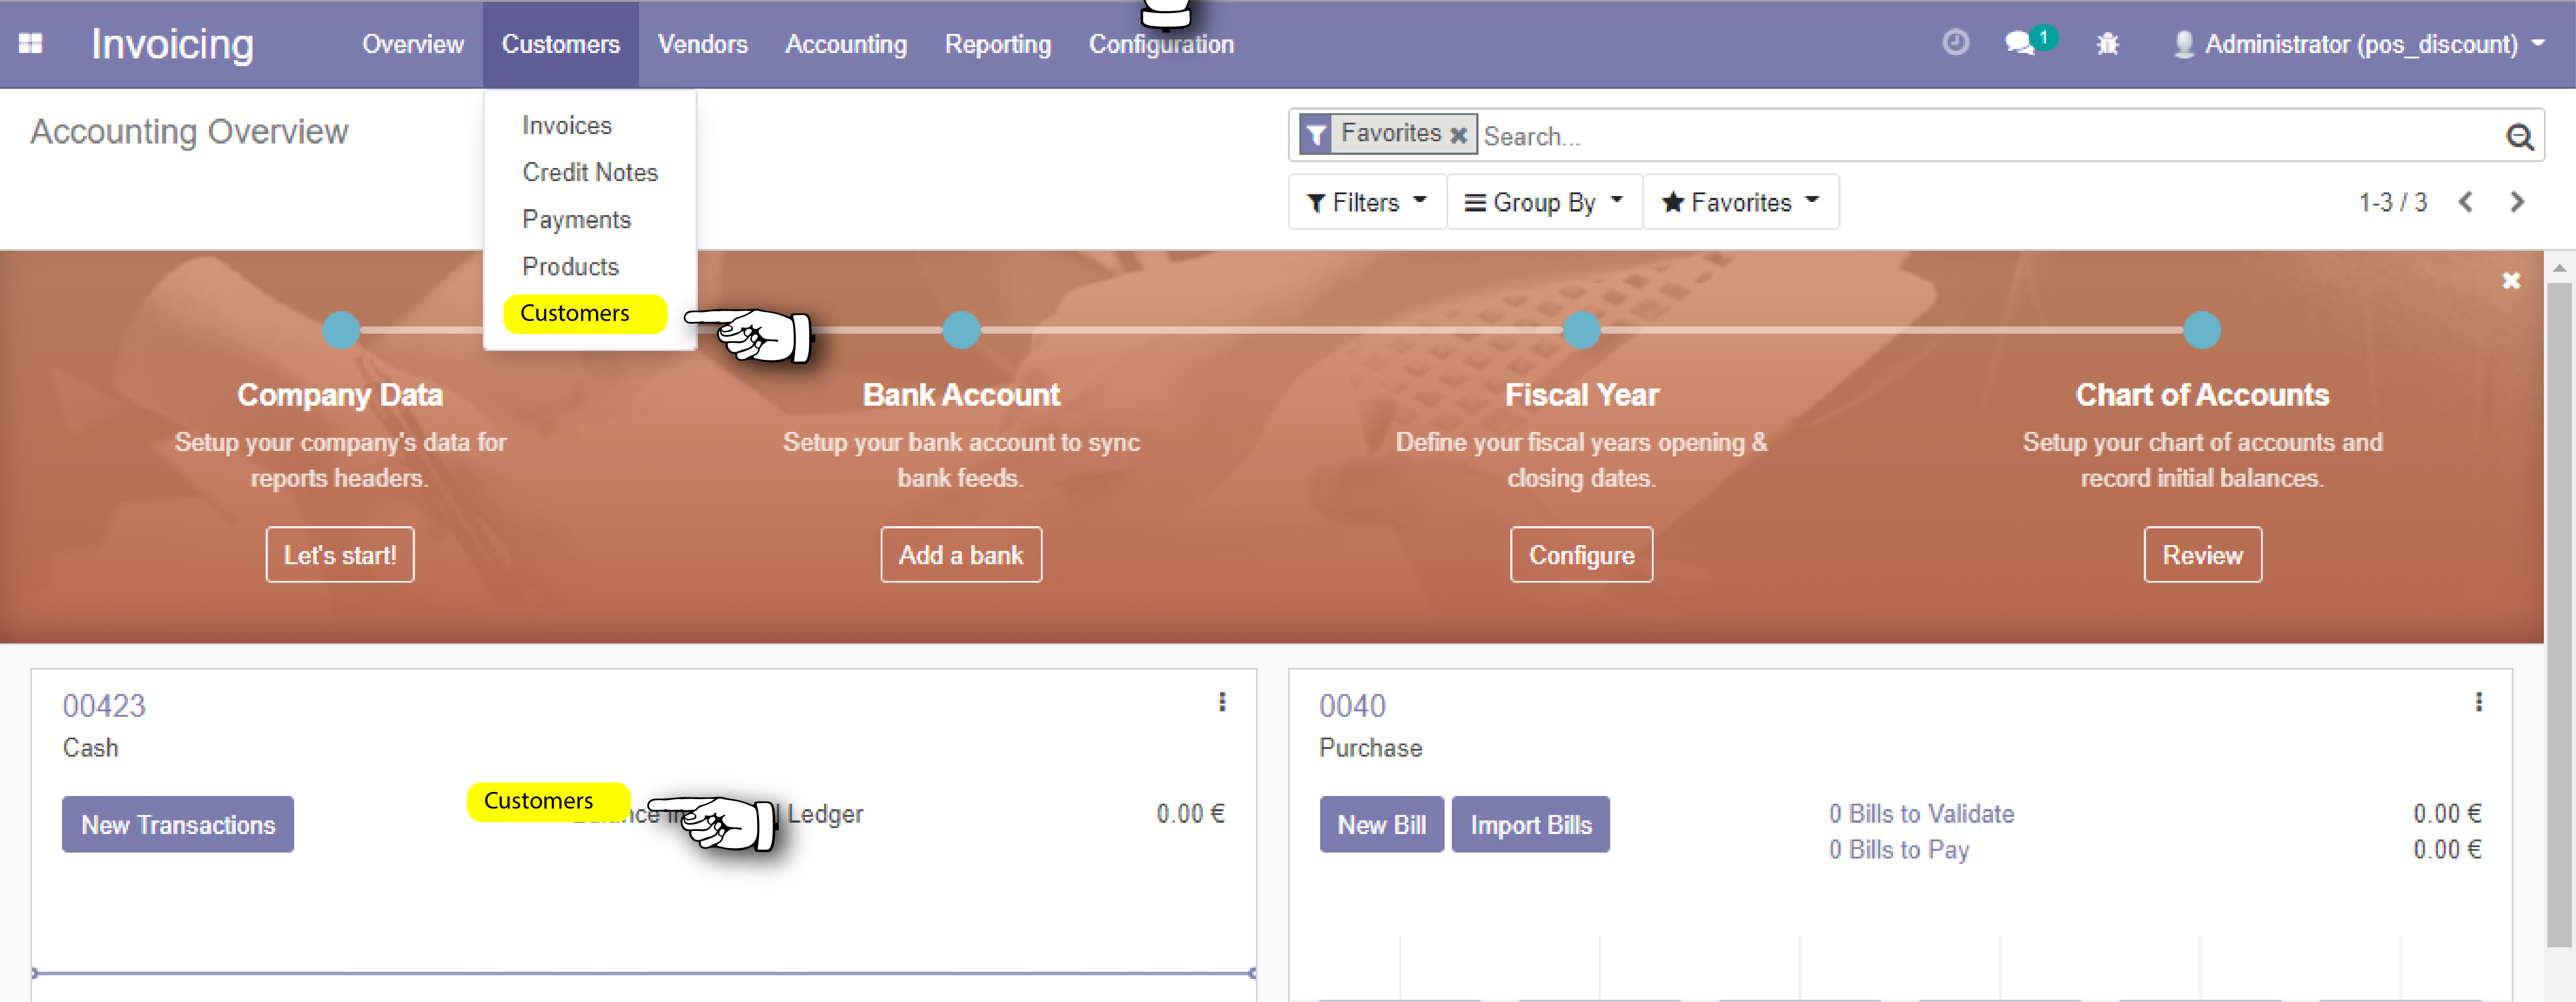 Invoicing Overview Customers Vendors Accounting Reporting Configuration 1 Administrator (pos_discount)
Accounting Overview
Favorites Search...
Filters Group By Favorites 1-3 / 3
Invoices
Credit Notes
Payments
Products
Customers
Company Data
Setup your company's data for
reports headers.
Let's start!
Bank Account
Setup your bank account to sync
bank feeds.
Add a bank
Fiscal Year
Define your fiscal years opening &
closing dates.
Configure
Chart of Accounts
Setup your chart of accounts and
record initial balances.
Review
00423
Cash
New Transactions
Customers
Ledger 0.00 €
0040
Purchase
New Bill Import Bills
0 Bills to Validate 0.00 €
0 Bills to Pay 0.00 €